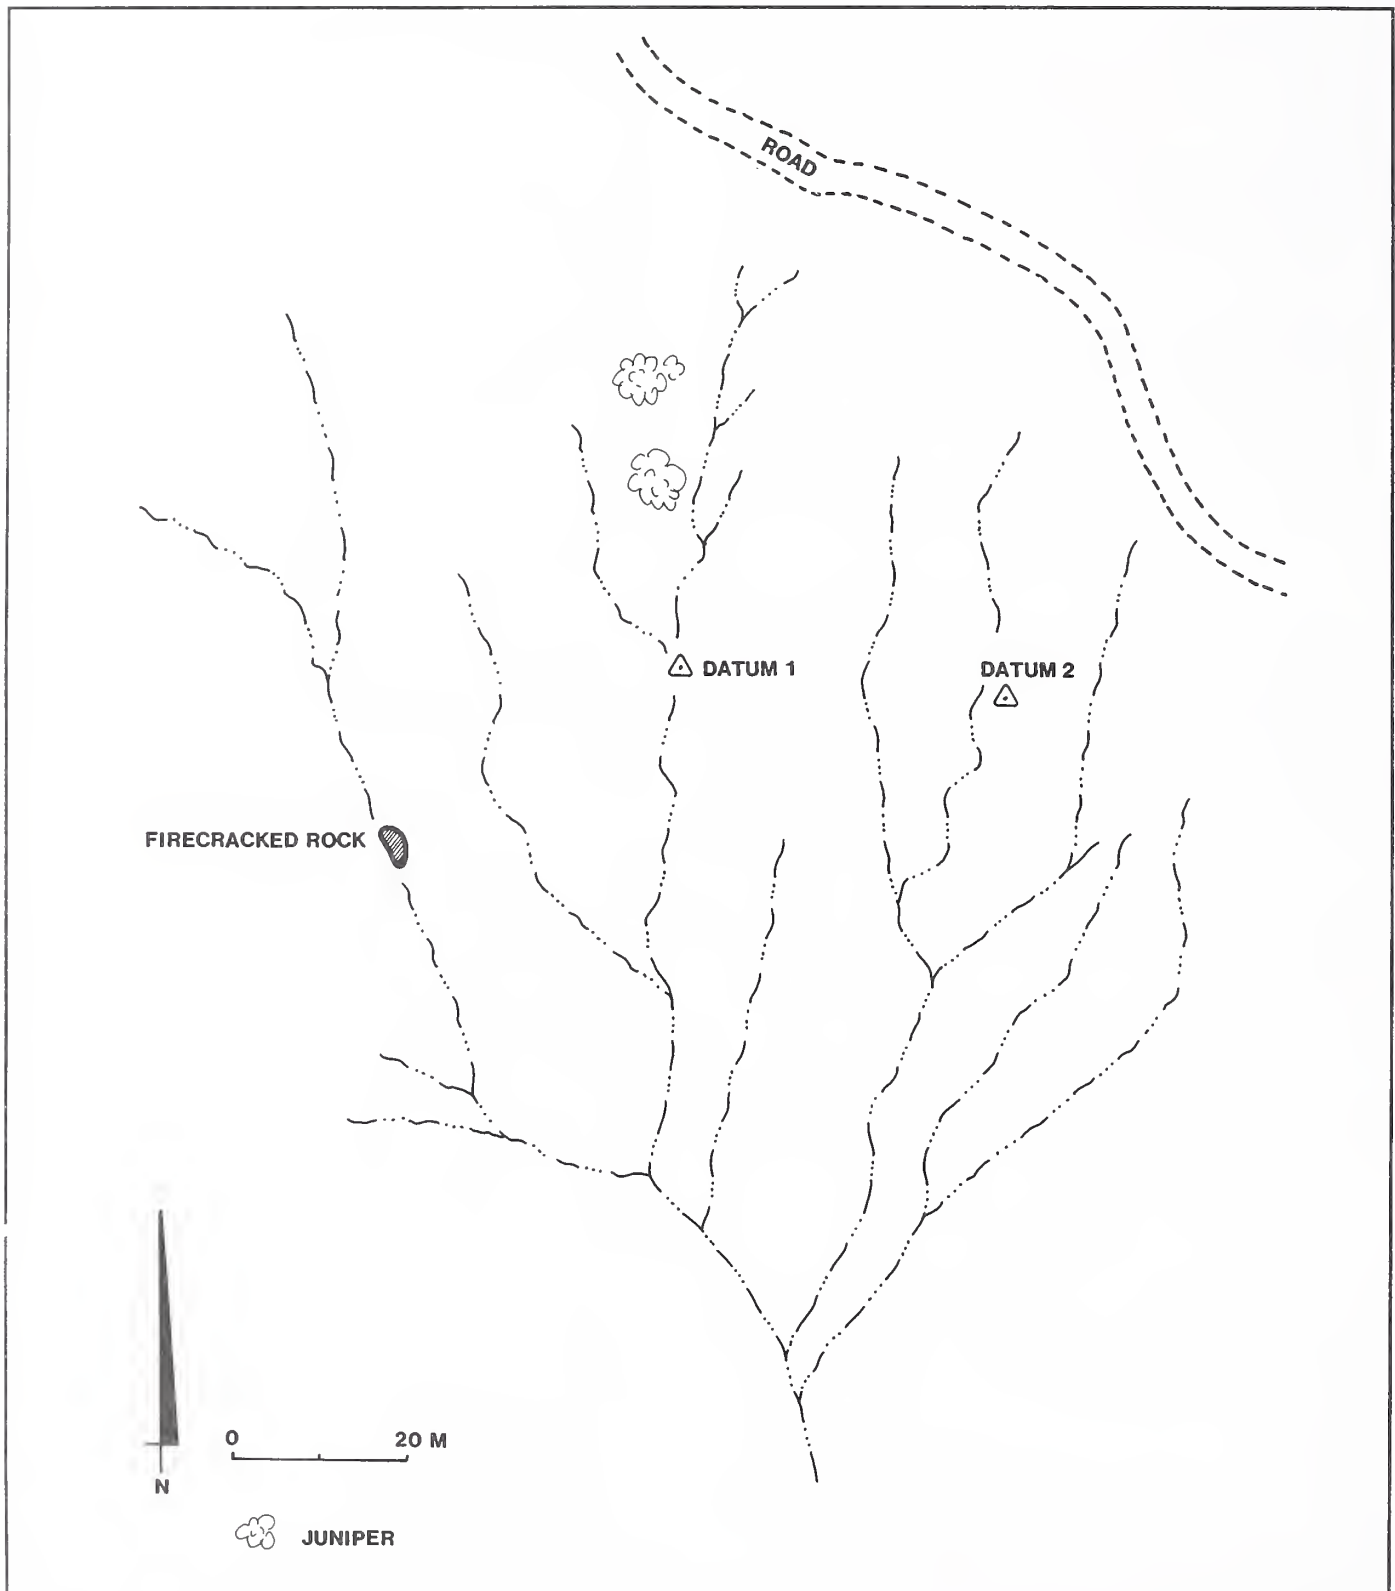 ROAD
DATUM 1
DATUM 2
FIRECRACKED ROCK
0 20 M
N
JUNIPER